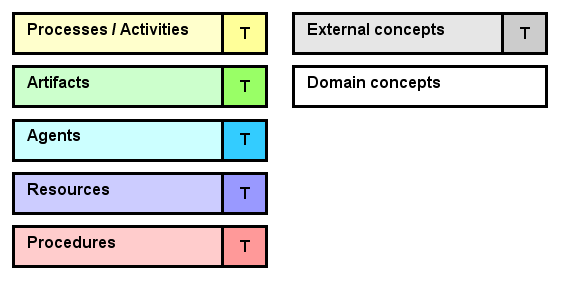 Processes / Activities T
Artifacts T
Agents T
Resources T
Procedures T
External concepts T
Domain concepts